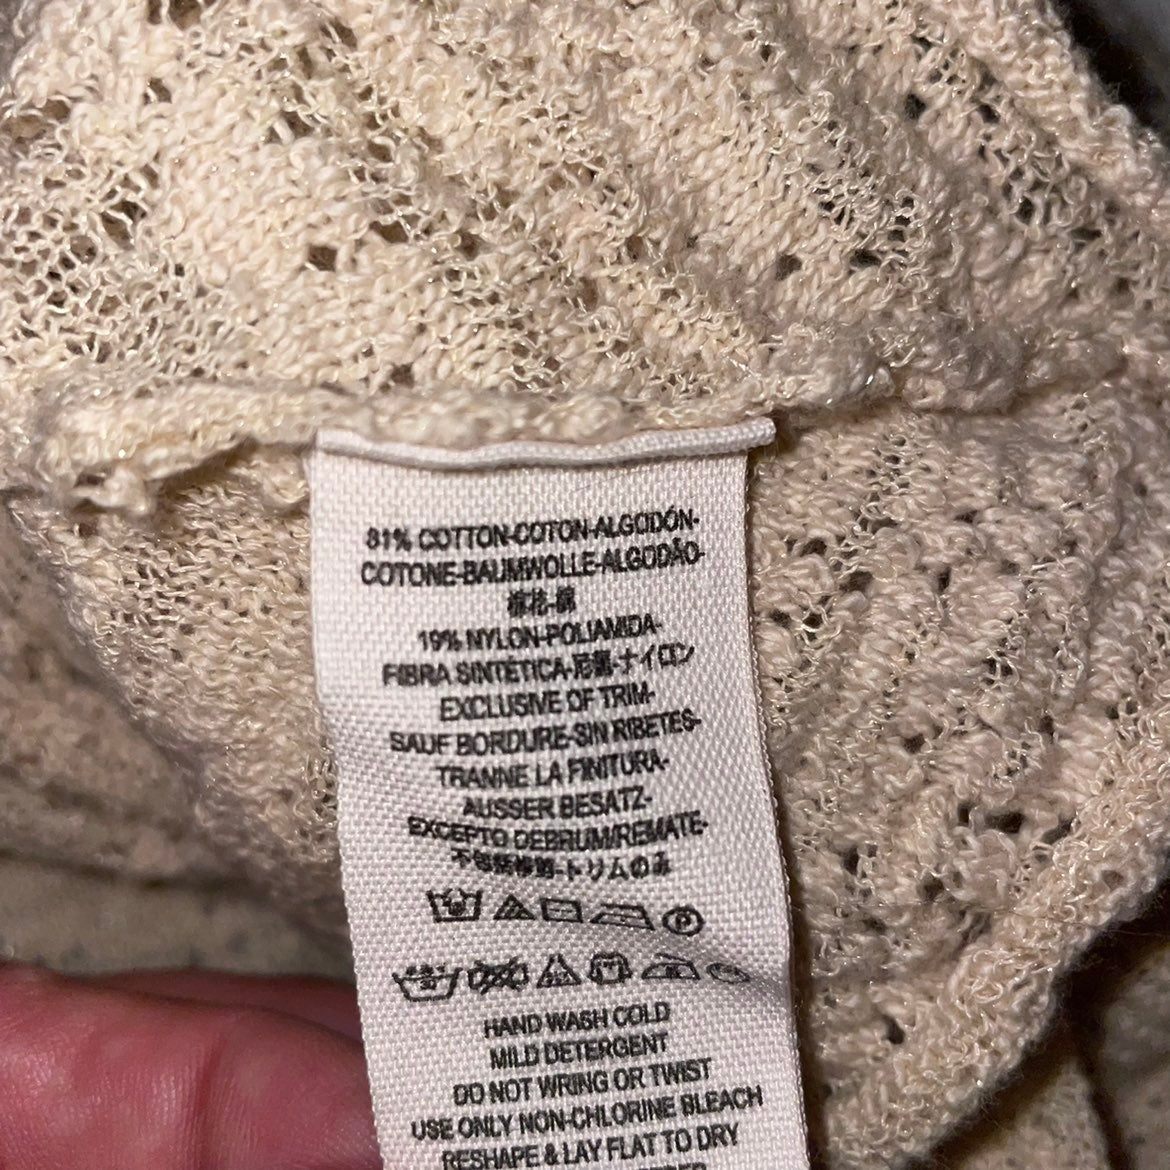 81% COTTON-COTON-ALGODÓN-
COTONE-BAUMWOLLE-ALGODÃO-
棉-綿
19% NYLON-POLIAMIDA-
FIBRA SINTÉTICA-尼龍-ナイロン
EXCLUSIVE OF TRIM-
SAUF BORDURE-SIN RIBETES-
TRANNE LA FINITURA-
AUSSER BESATZ-
EXCEPTO DEBRUM/REMATE-
トリムのみ
P
HAND WASH COLD
MILD DETERGENT
DO NOT WRING OR TWIST
USE ONLY NON-CHLORINE BLEACH
RESHAPE & LAY FLAT TO DRY